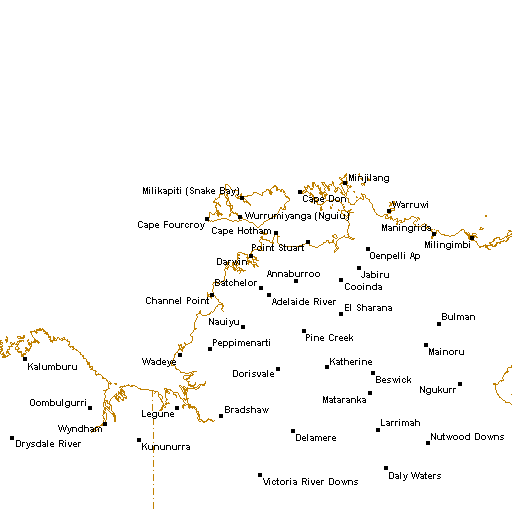 Minjilang
Milikapiti (Snake Bay)
Cape Don
Warruwi
Wurrumiyanga (Nguiu)
Cape Fourcroy
Cape Hotham
Maningrida
Milingimbi
Point Stuart
Oenpelli Ap
Darwin
Jabiru
Annaburroo
Batchelor
Cooinda
Channel Point
Adelaide River
El Sharana
Bulman
Nauiyu
Pine Creek
Peppimenarti
Mainoru
Wadeye
Kalumburu
Katherine
Dorisvale
Beswick
Ngukurr
Mataranka
Oombulgurri
Legune
Bradshaw
Wyndham
Larrimah
Delamere
Drysdale River
Kununurra
Nutwood Downs
Daly Waters
Victoria River Downs